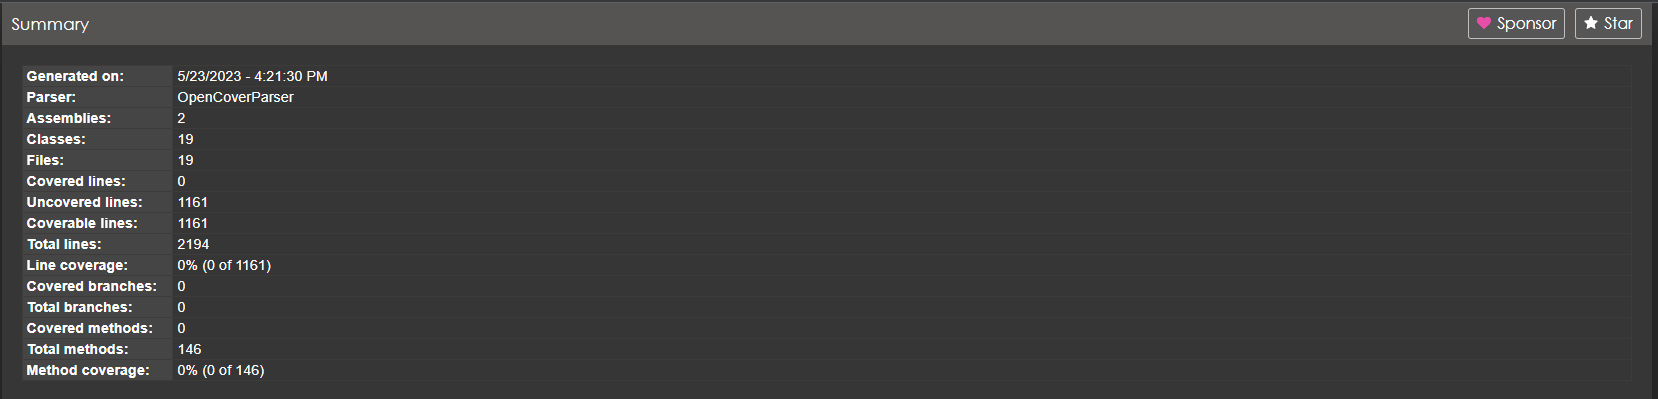 Summary
Sponsor
Star
Generated on: 5/23/2023 - 4:21:30 PM
Parser: OpenCoverParser
Assemblies: 2
Classes: 19
Files: 19
Covered lines: 0
Uncovered lines: 1161
Coverable lines: 1161
Total lines: 2194
Line coverage: 0% (0 of 1161)
Covered branches: 0
Total branches: 0
Covered methods: 0
Total methods: 146
Method coverage: 0% (0 of 146)